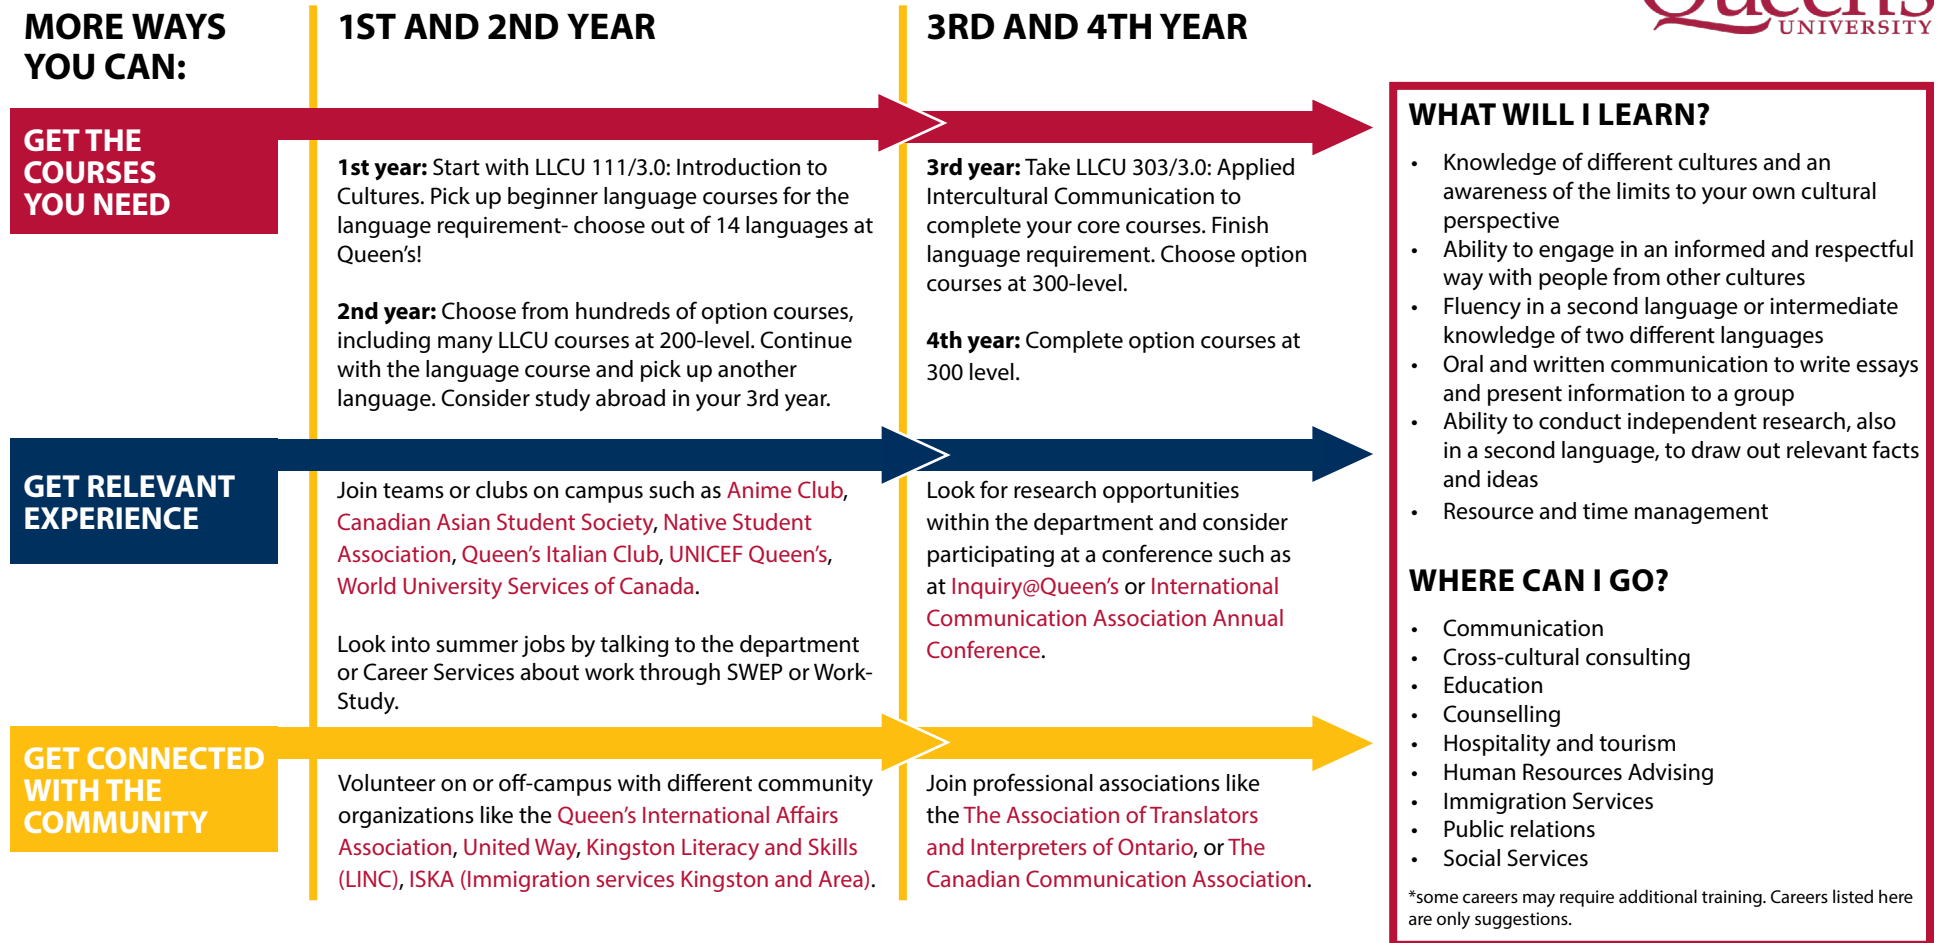 MORE WAYS
YOU CAN:
1ST AND 2ND YEAR
3RD AND 4TH YEAR
Queen's
UNIVERSITY
GET THE
COURSES
YOU NEED
1st year: Start with LLCU 111/3.0: Introduction to
Cultures. Pick up beginner language courses for the
language requirement- choose out of 14 languages at
Queen's!
2nd year: Choose from hundreds of option courses,
including many LLCU courses at 200-level. Continue
with the language course and pick up another
language. Consider study abroad in your 3rd year.
3rd year: Take LLCU 303/3.0: Applied
Intercultural Communication to
complete your core courses. Finish
language requirement. Choose option
courses at 300-level.
4th year: Complete option courses at
300 level.
GET RELEVANT
EXPERIENCE
Join teams or clubs on campus such as Anime Club,
Canadian Asian Student Society, Native Student
Association, Queen's Italian Club, UNICEF Queen's,
World University Services of Canada.
Look into summer jobs by talking to the department
or Career Services about work through SWEP or Work-
Study.
Look for research opportunities
within the department and consider
participating at a conference such as
at Inquiry@Queen's or International
Communication Association Annual
Conference.
GET CONNECTED
WITH THE
COMMUNITY
Volunteer on or off-campus with different community
organizations like the Queen's International Affairs
Association, United Way, Kingston Literacy and Skills
(LINC), ISKA (Immigration services Kingston and Area).
Join professional associations like
the The Association of Translators
and Interpreters of Ontario, or The
Canadian Communication Association.
WHAT WILL I LEARN?
• Knowledge of different cultures and an
awareness of the limits to your own cultural
perspective
• Ability to engage in an informed and respectful
way with people from other cultures
• Fluency in a second language or intermediate
knowledge of two different languages
• Oral and written communication to write essays
and present information to a group
• Ability to conduct independent research, also
in a second language, to draw out relevant facts
and ideas
• Resource and time management
WHERE CAN I GO?
• Communication
• Cross-cultural consulting
• Education
• Counselling
• Hospitality and tourism
• Human Resources Advising
• Immigration Services
• Public relations
• Social Services
*some careers may require additional training. Careers listed here
are only suggestions.